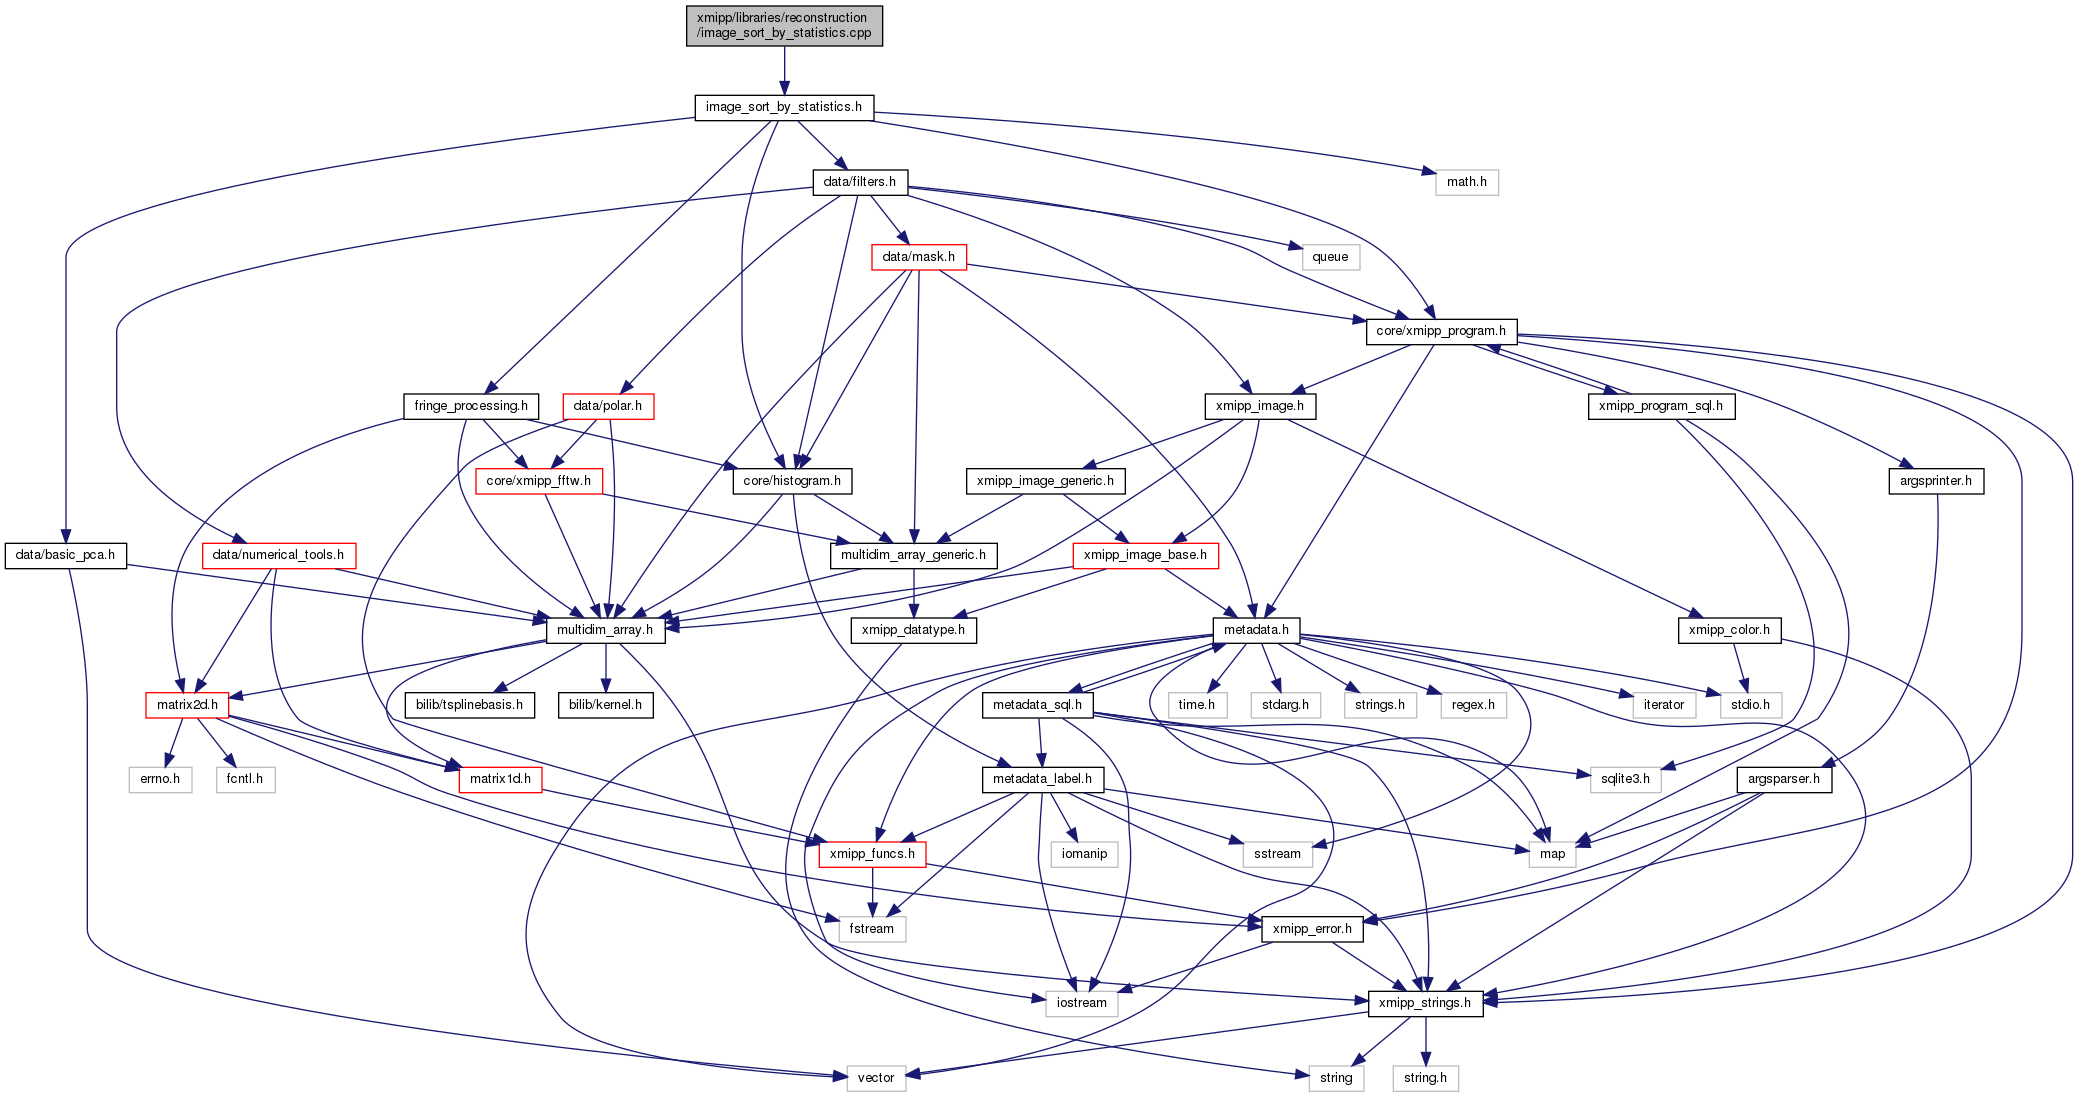 xmipp/libraries/reconstruction
/image_sort_by_statistics.cpp
image_sort_by_statistics.h
data/filters.h
math.h
data/mask.h
queue
core/xmipp_program.h
fringe_processing.h
data/polar.h
xmipp_image.h
xmipp_program_sql.h
core/xmipp_fftw.h
core/histogram.h
xmipp_image_generic.h
argsprinter.h
data/basic_pca.h
data/numerical_tools.h
multidim_array_generic.h
xmipp_image_base.h
multidim_array.h
xmipp_datatype.h
metadata.h
xmipp_color.h
matrix2d.h
bilib/tsplinebasis.h
bilib/kernel.h
metadata_sql.h
time.h
stdarg.h
strings.h
regex.h
iterator
stdio.h
errno.h
fcntl.h
matrix1d.h
metadata_label.h
sqlite3.h
argsparser.h
xmipp_funcs.h
iomanip
sstream
map
fstream
xmipp_error.h
iostream
xmipp_strings.h
vector
string
string.h